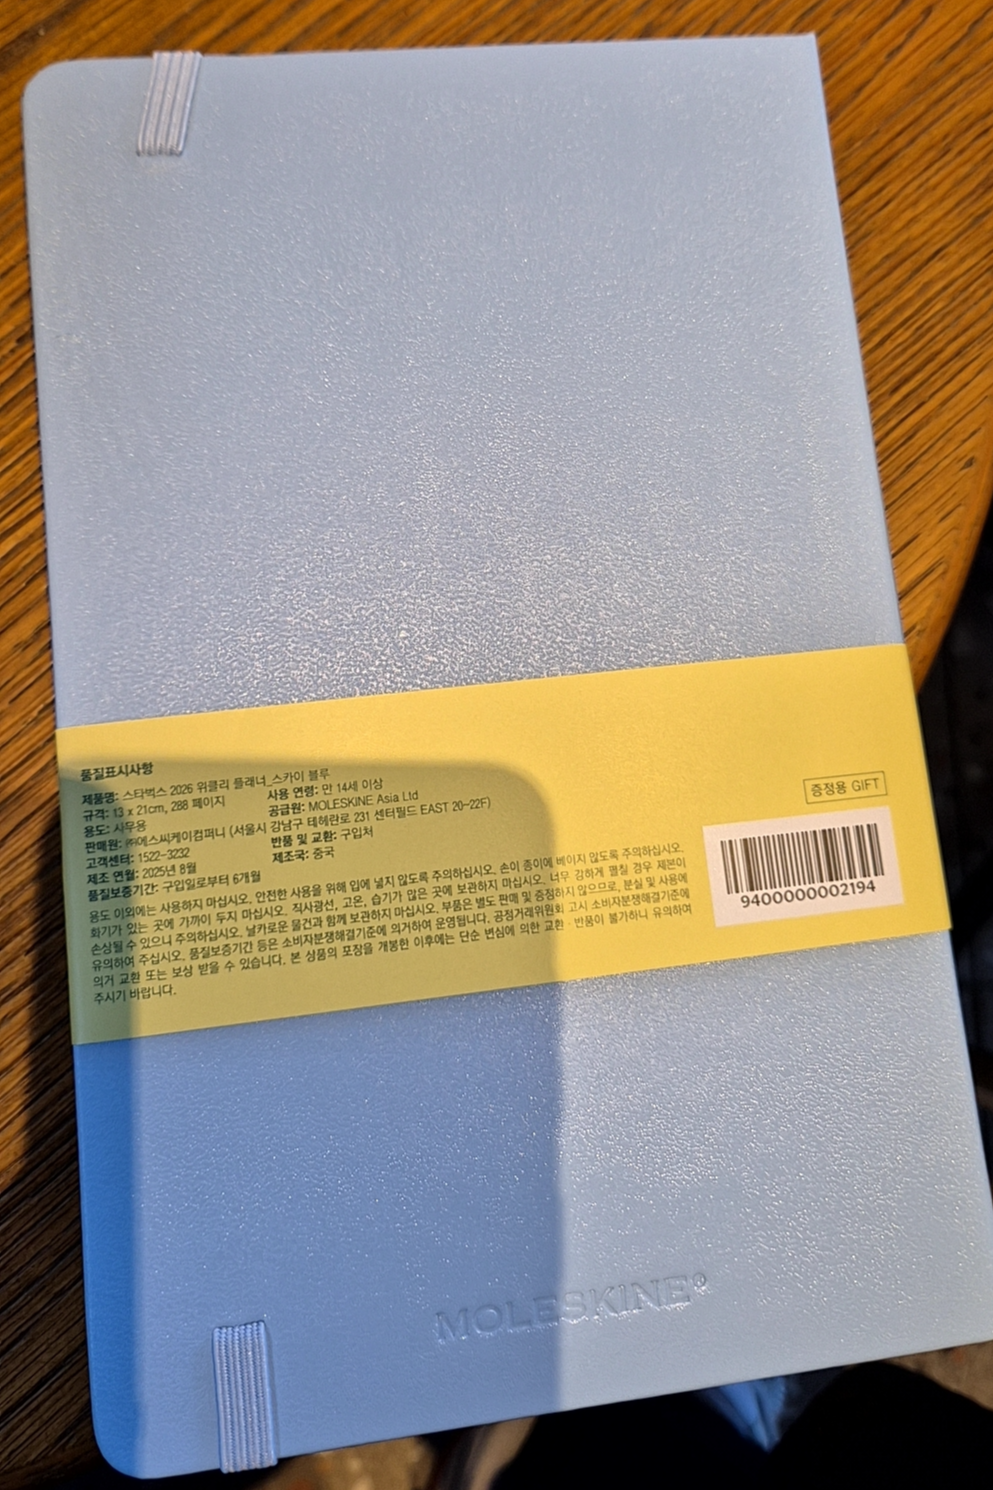 품질표시사항
제품명: 스타벅스 2026 위클리 플래너_스카이 블루
규격: 13 x 21cm, 288 페이지
사용 연령: 만 14세 이상
용도: 사무용
공급원: MOLESKINE Asia Ltd
판매원: ㈜에스씨케이컴퍼니 (서울시 강남구 테헤란로 231 센터필드 EAST 20-22F)
고객센터: 1522-3232
반품 및 교환: 구입처
제조 연월: 2025년 8월
제조국: 중국
품질보증기간: 구입일로부터 6개월
용도 이외에는 사용하지 마십시오. 안전한 사용을 위해 입에 넣지 않도록 주의하십시오. 손이 종이에 베이지 않도록 주의하십시오.
화기가 있는 곳에 가까이 두지 마십시오. 직사광선, 고온, 습기가 많은 곳에 보관하지 마십시오. 너무 강하게 펼칠 경우 제본이
손상될 수 있으니 주의하십시오. 날카로운 물건과 함께 보관하지 마십시오. 부품은 별도 판매 및 증정하지 않으므로, 분실 및 사용에
유의하여 주십시오. 품질보증기간 등은 소비자분쟁해결기준에 의거하여 운영됩니다. 공정거래위원회 고시 소비자분쟁해결기준에
의거 교환 또는 보상 받을 수 있습니다. 본 상품의 포장을 개봉한 이후에는 단순 변심에 의한 교환 · 반품이 불가하니 유의하여
주시기 바랍니다.
증정용 GIFT
9400000002194
MOLESKINE®